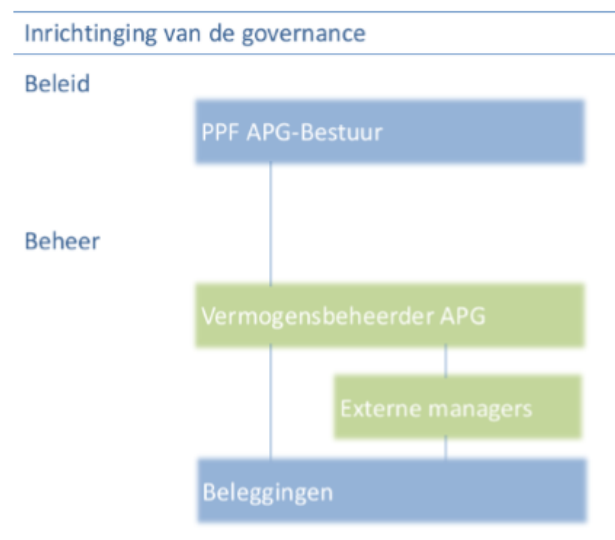 Inrichtinging van de governance
Beleid
PPF APG-Bestuur
Beheer
Vermogensbeheerder APG
Externe managers
Beleggingen